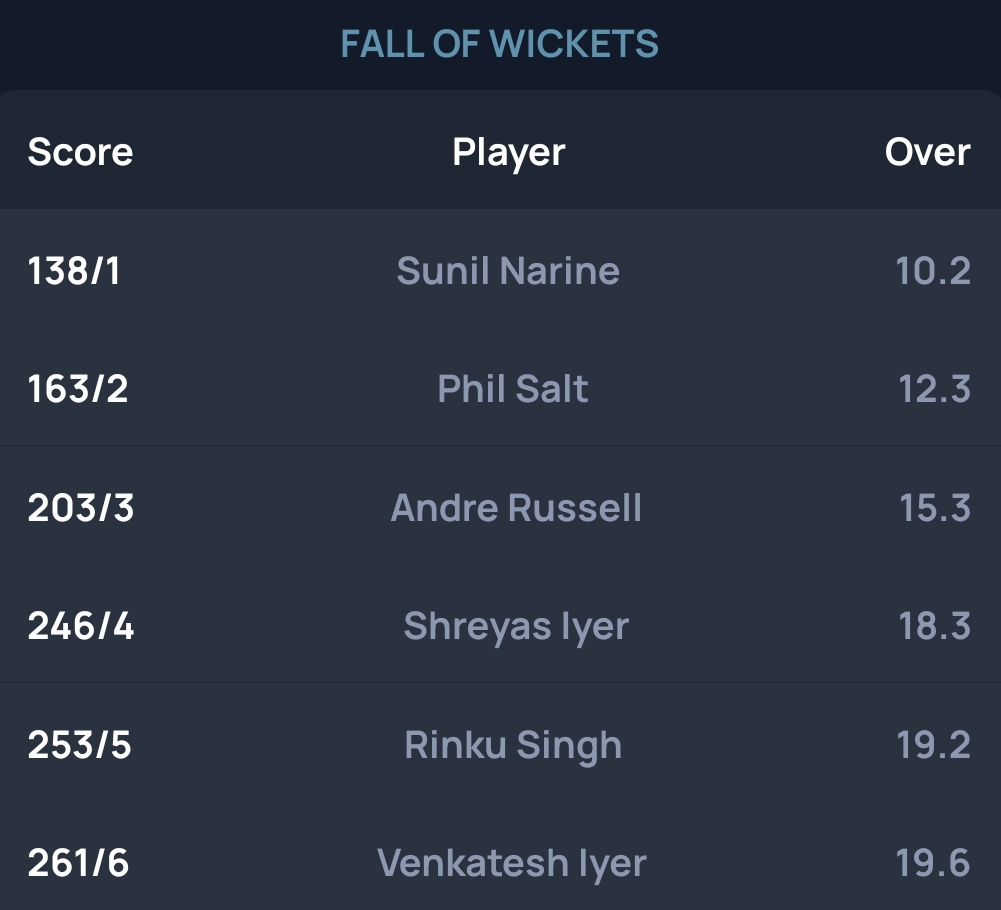 FALL OF WICKETS
Score Player Over
138/1 Sunil Narine 10.2
163/2 Phil Salt 12.3
203/3 Andre Russell 15.3
246/4 Shreyas Iyer 18.3
253/5 Rinku Singh 19.2
261/6 Venkatesh Iyer 19.6